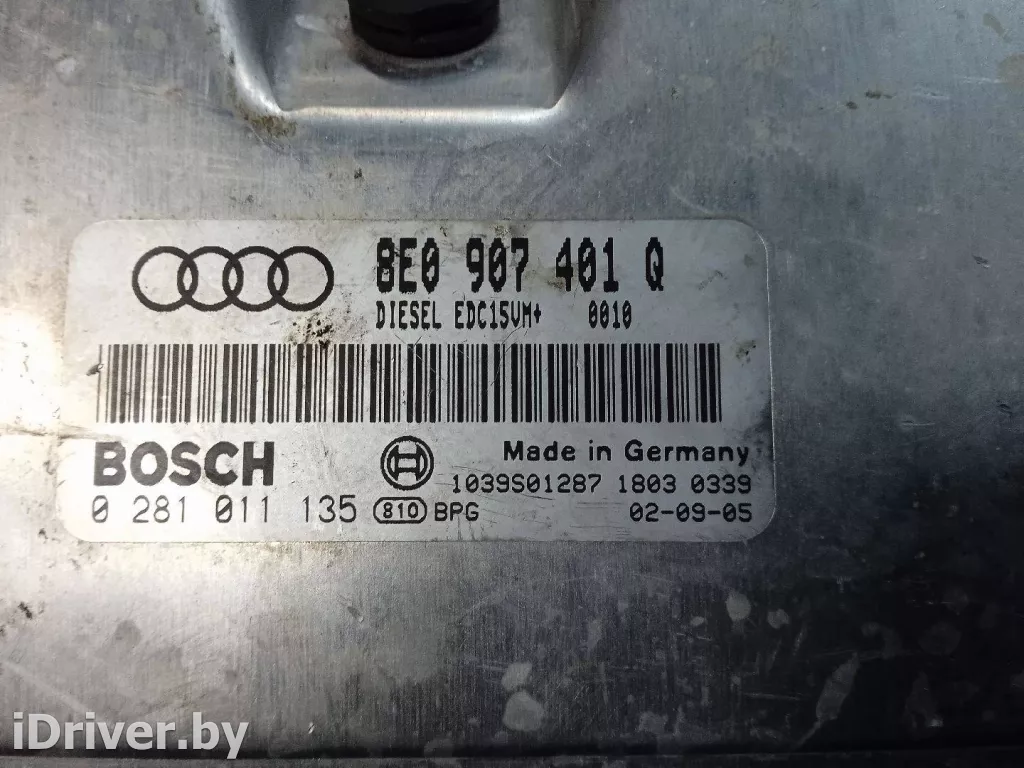 8E0 907 401 Q
DIESEL EDC15VM+ 0010
BOSCH
Made in Germany
1039S01287 1803 0339
0 281 011 135 810 BPG 02-09-05
iDriver.by